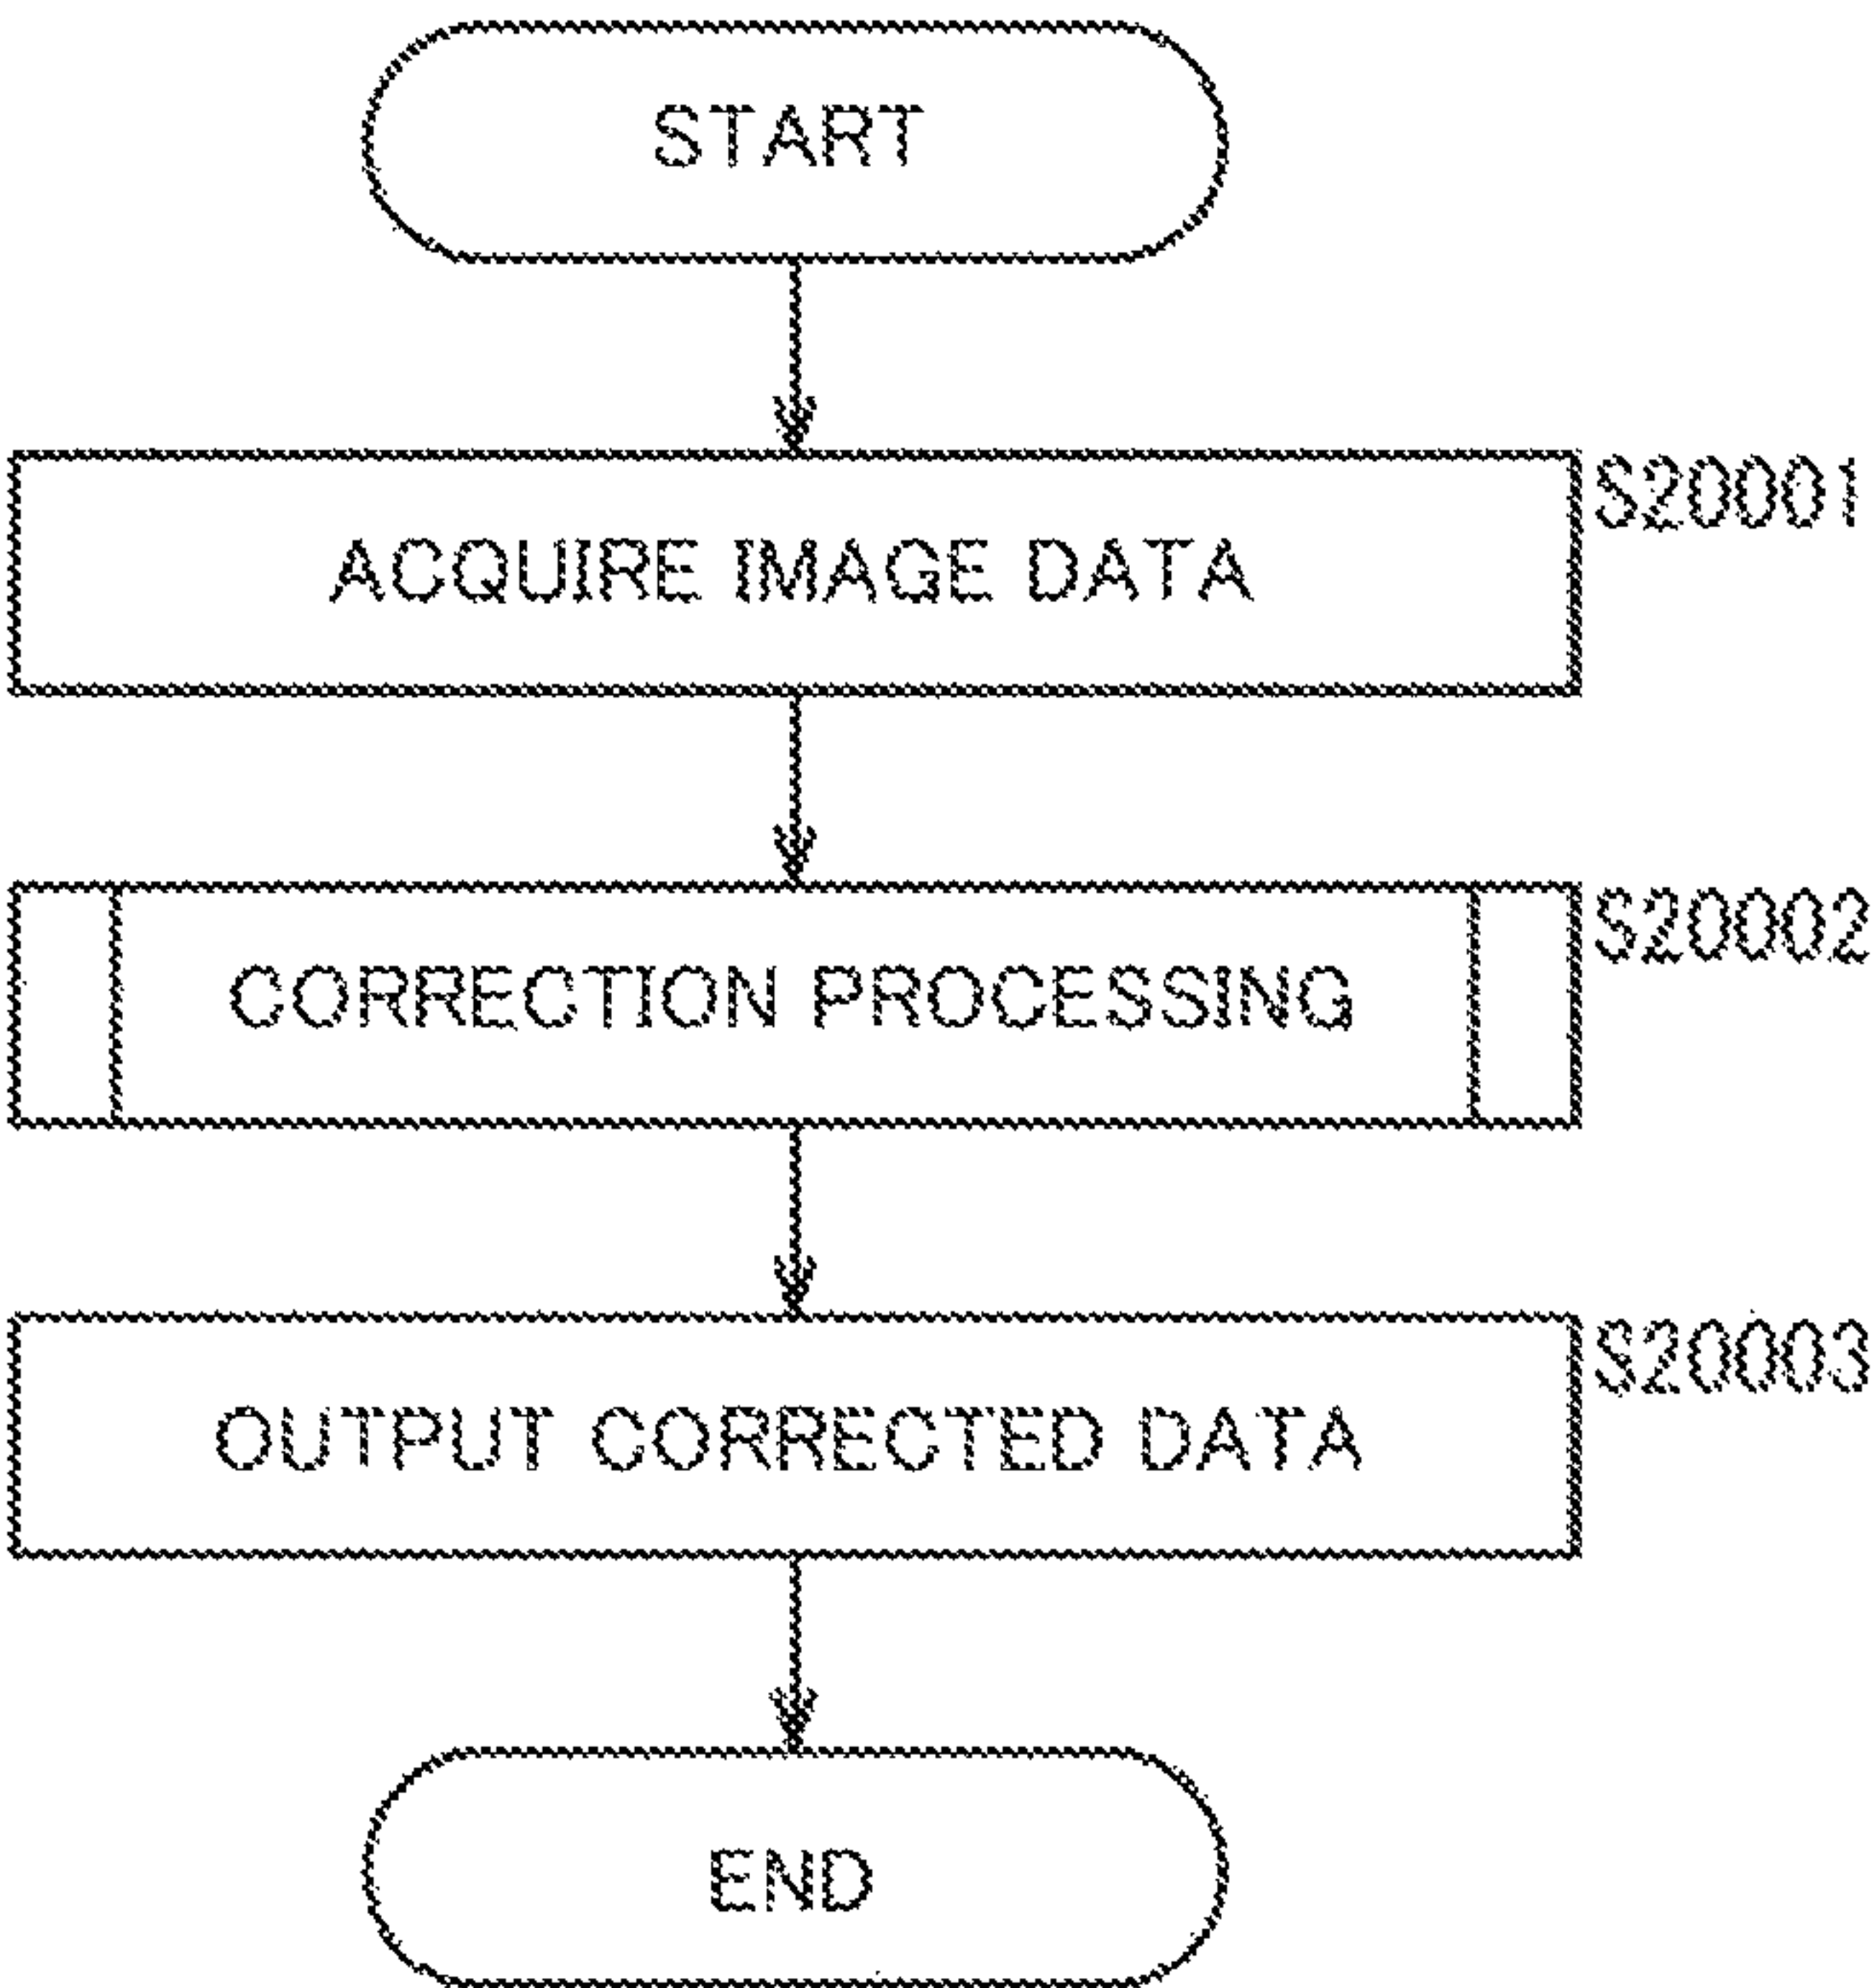 START
S20001
ACQUIRE IMAGE DATA
S20002
CORRECTION PROCESSING
S20003
OUTPUT CORRECTED DATA
END